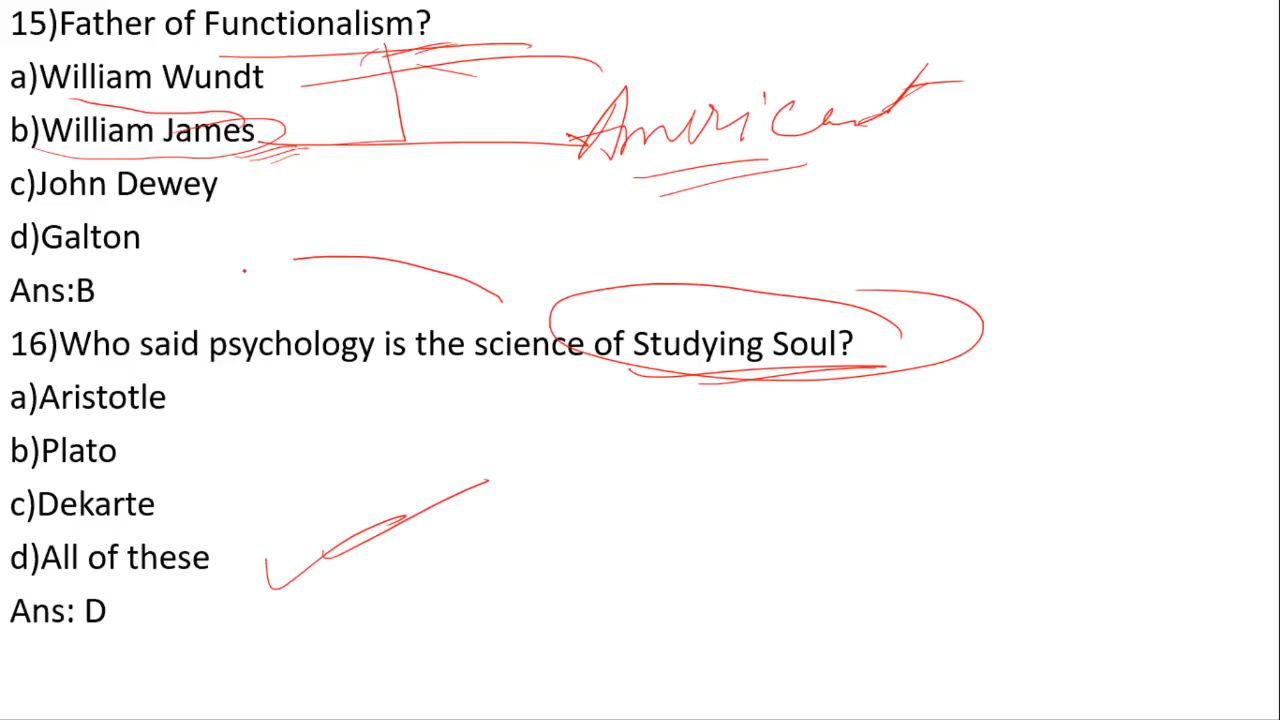 15)Father of Functionalism?
a)William Wundt
b)William James
American
c)John Dewey
d)Galton
Ans:B
16)Who said psychology is the science of Studying Soul?
a)Aristotle
b)Plato
c)Dekarte
d)All of these
Ans: D